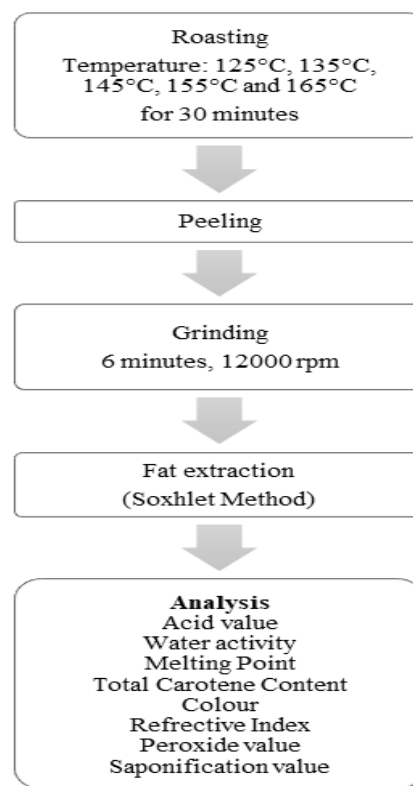 Roasting
Temperature: 125°C, 135°C,
145°C, 155°C and 165°C
for 30 minutes
Peeling
Grinding
6 minutes, 12000 rpm
Fat extraction
(Soxhlet Method)
Analysis
Acid value
Water activity
Melting Point
Total Carotene Content
Colour
Refrective Index
Peroxide value
Saponification value